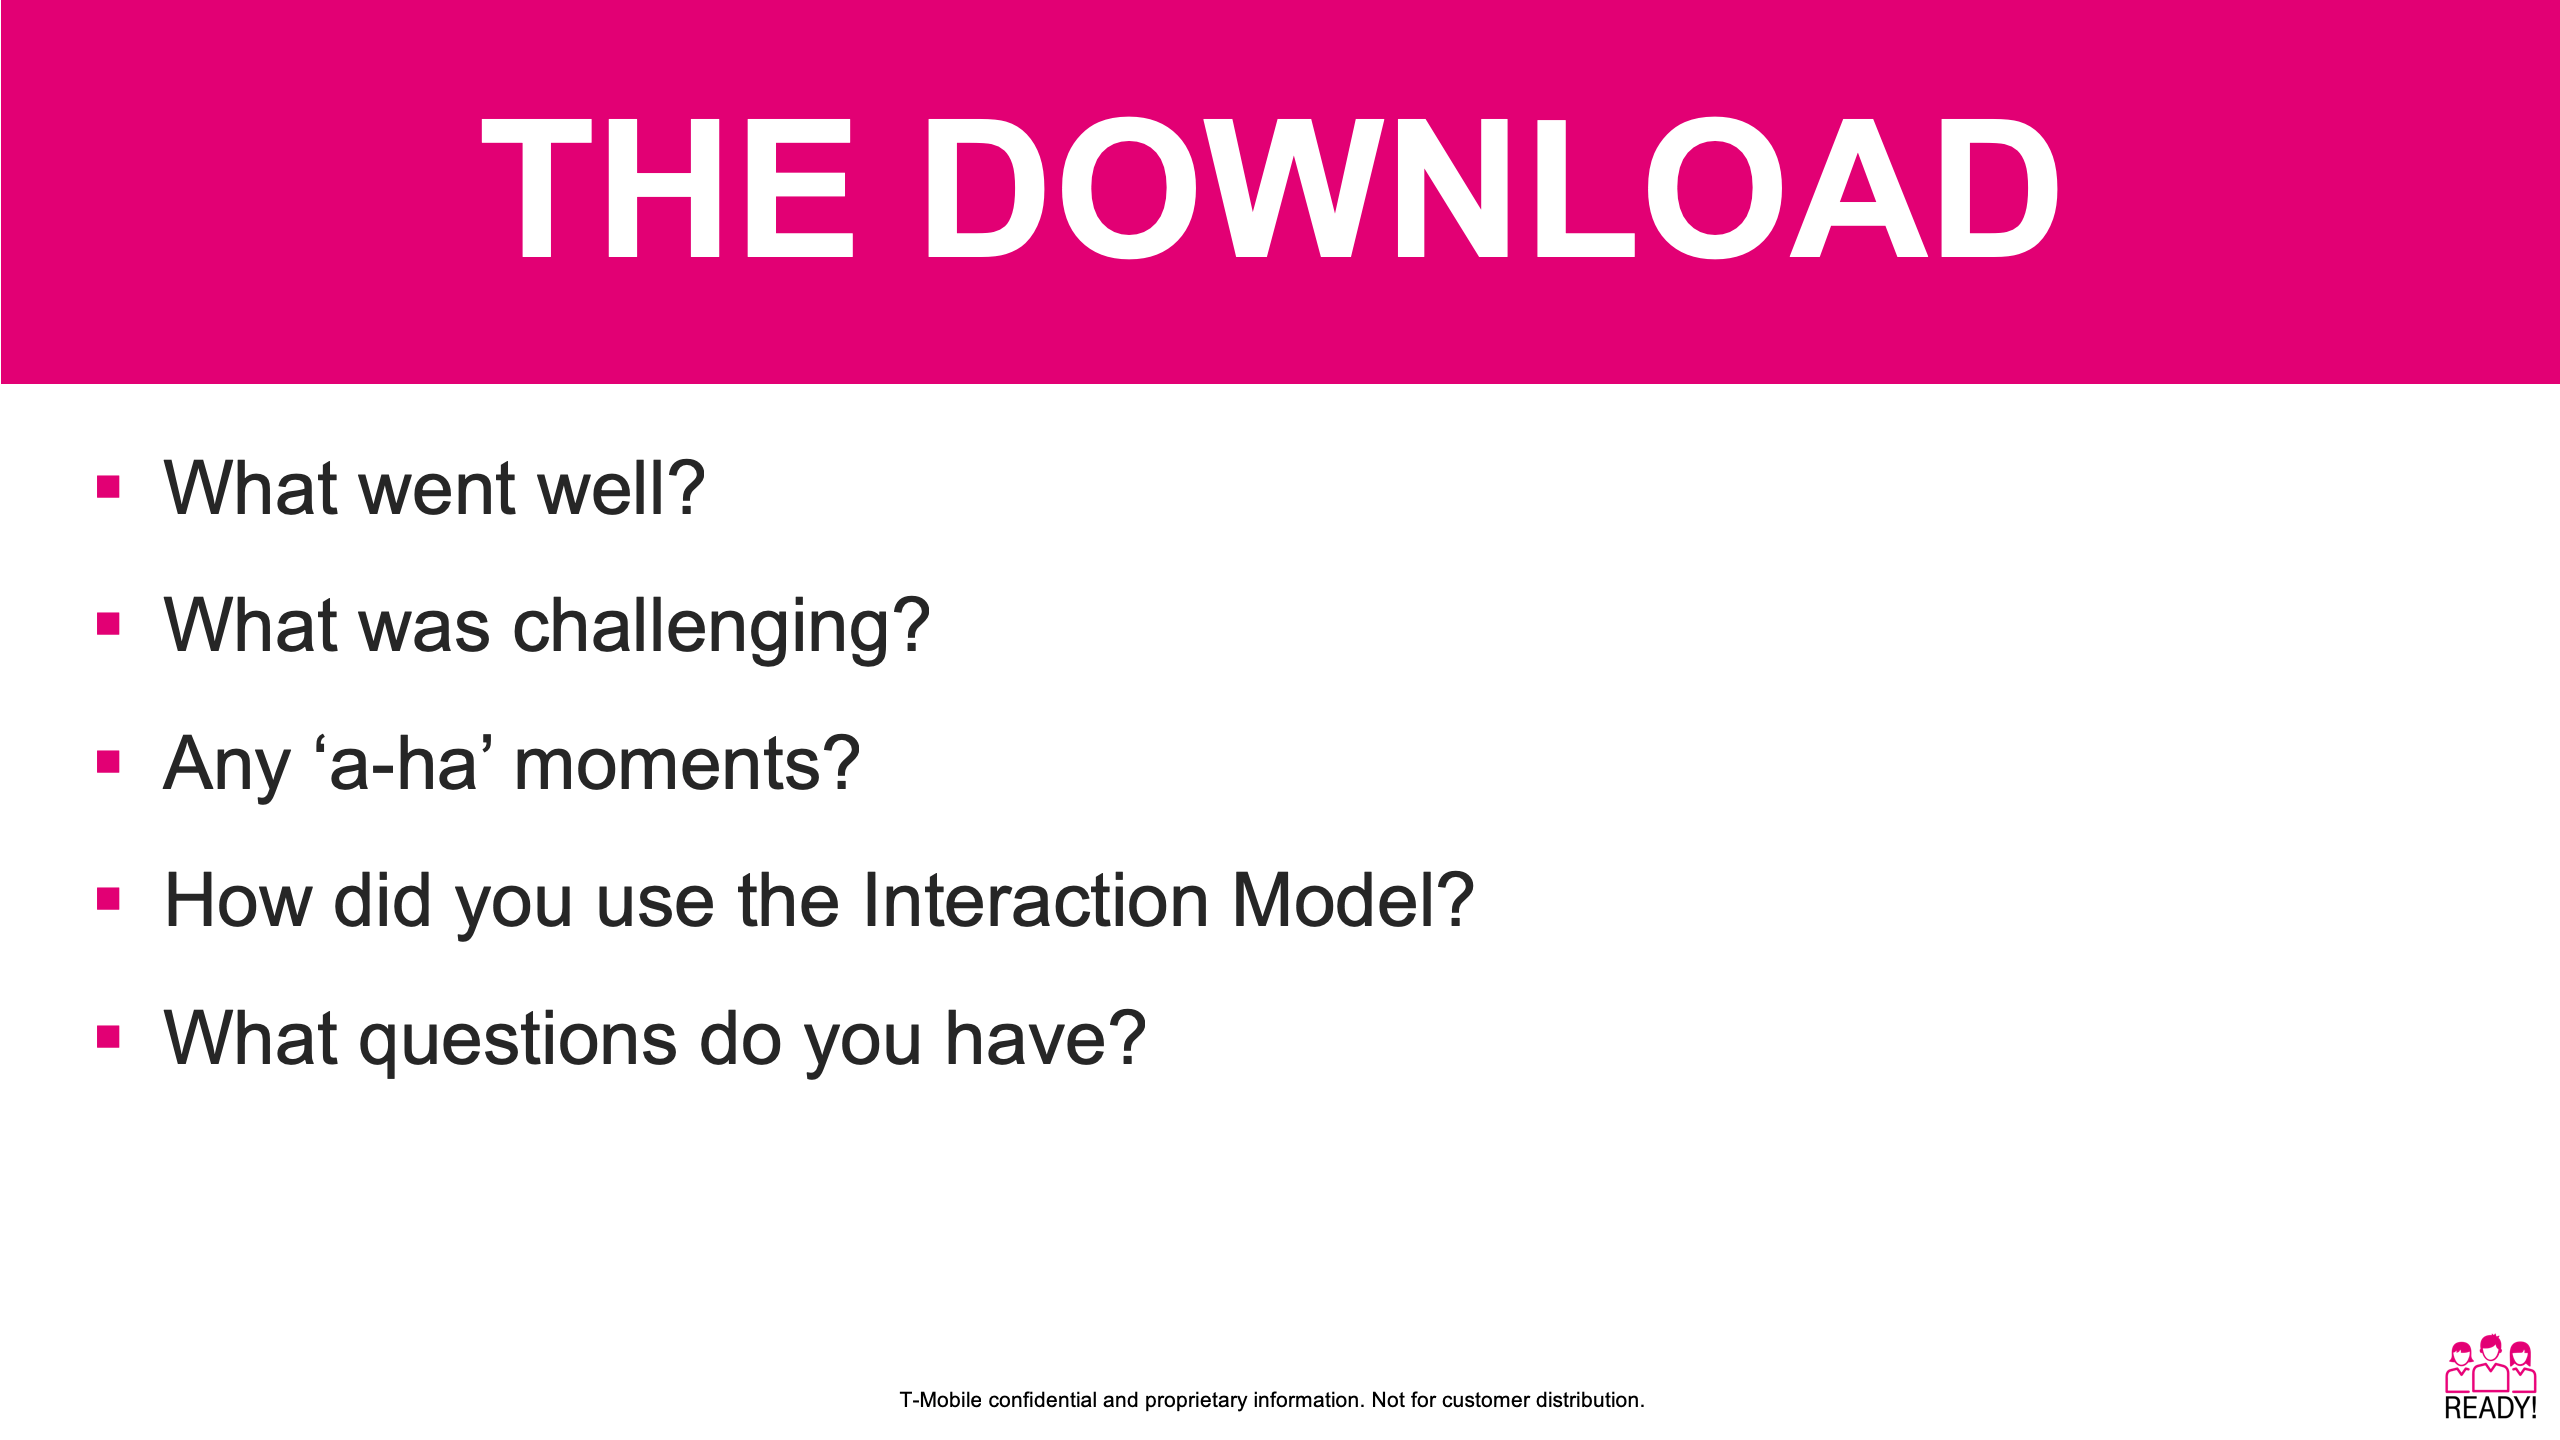 THE DOWNLOAD
▪ What went well?
▪ What was challenging?
▪ Any ‘a-ha’ moments?
▪ How did you use the Interaction Model?
▪ What questions do you have?
T-Mobile confidential and proprietary information. Not for customer distribution.
READY!